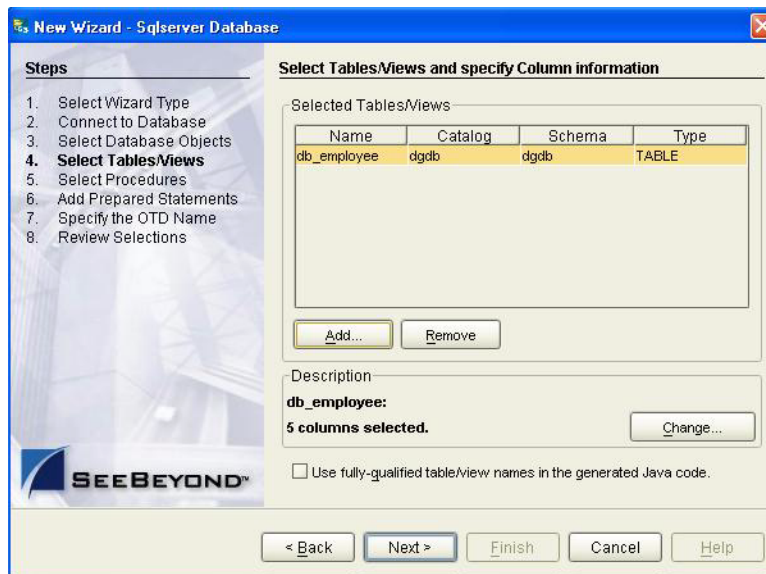 New Wizard - Sqlserver Database
Steps
1. Select Wizard Type
2. Connect to Database
3. Select Database Objects
4. Select Tables/Views
5. Select Procedures
6. Add Prepared Statements
7. Specify the OTD Name
8. Review Selections
SEEBEYOND™
Select Tables/Views and specify Column information
Selected Tables/Views
Name Catalog Schema Type
db_employee dgdb dgdb TABLE
Add... Remove
Description
db_employee:
5 columns selected.
Change...
Use fully-qualified table/view names in the generated Java code.
< Back Next > Finish Cancel Help